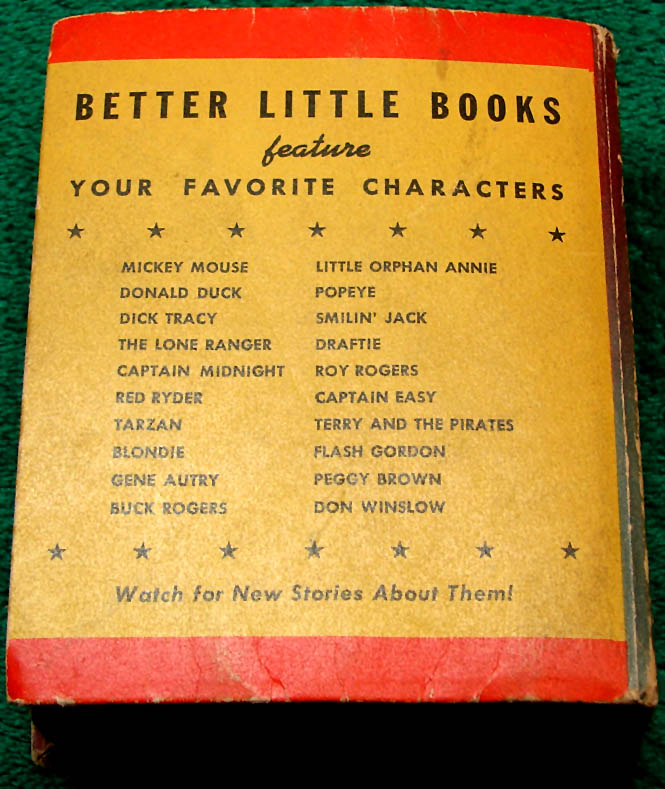 BETTER LITTLE BOOKS
feature
YOUR FAVORITE CHARACTERS
MICKEY MOUSE
DONALD DUCK
DICK TRACY
THE LONE RANGER
CAPTAIN MIDNIGHT
RED RYDER
TARZAN
BLONDIE
GENE AUTRY
BUCK ROGERS
LITTLE ORPHAN ANNIE
POPEYE
SMILIN' JACK
DRAFTIE
ROY ROGERS
CAPTAIN EASY
TERRY AND THE PIRATES
FLASH GORDON
PEGGY BROWN
DON WINSLOW
Watch for New Stories About Them!